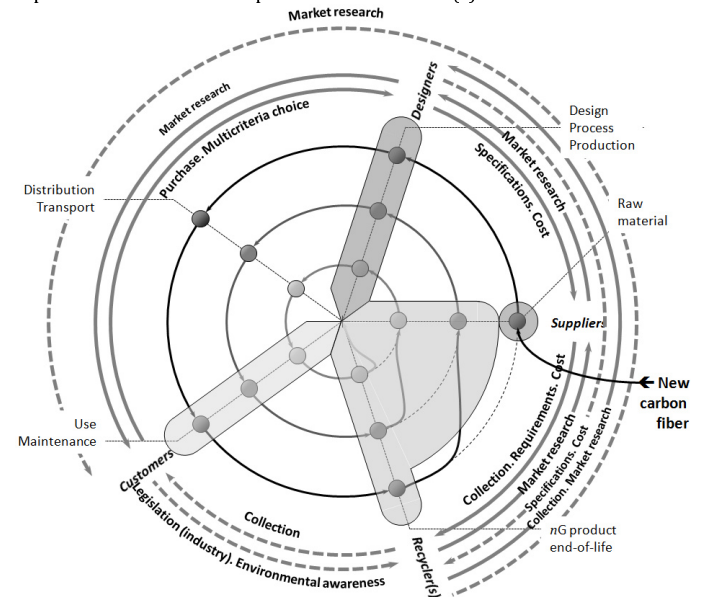 Market research
Market research
Purchase. Multicriteria choice
Designers
Design
Process
Production
Market research
Specifications. Cost
Distribution
Transport
Raw
material
Suppliers
New
carbon
fiber
Use
Maintenance
Customers
Collection. Requirements. Cost
Market research
Specifications. Cost
Collection. Market research
Collection
Legislation (industry). Environmental awareness
Recycler(s)
nG product
end-of-life